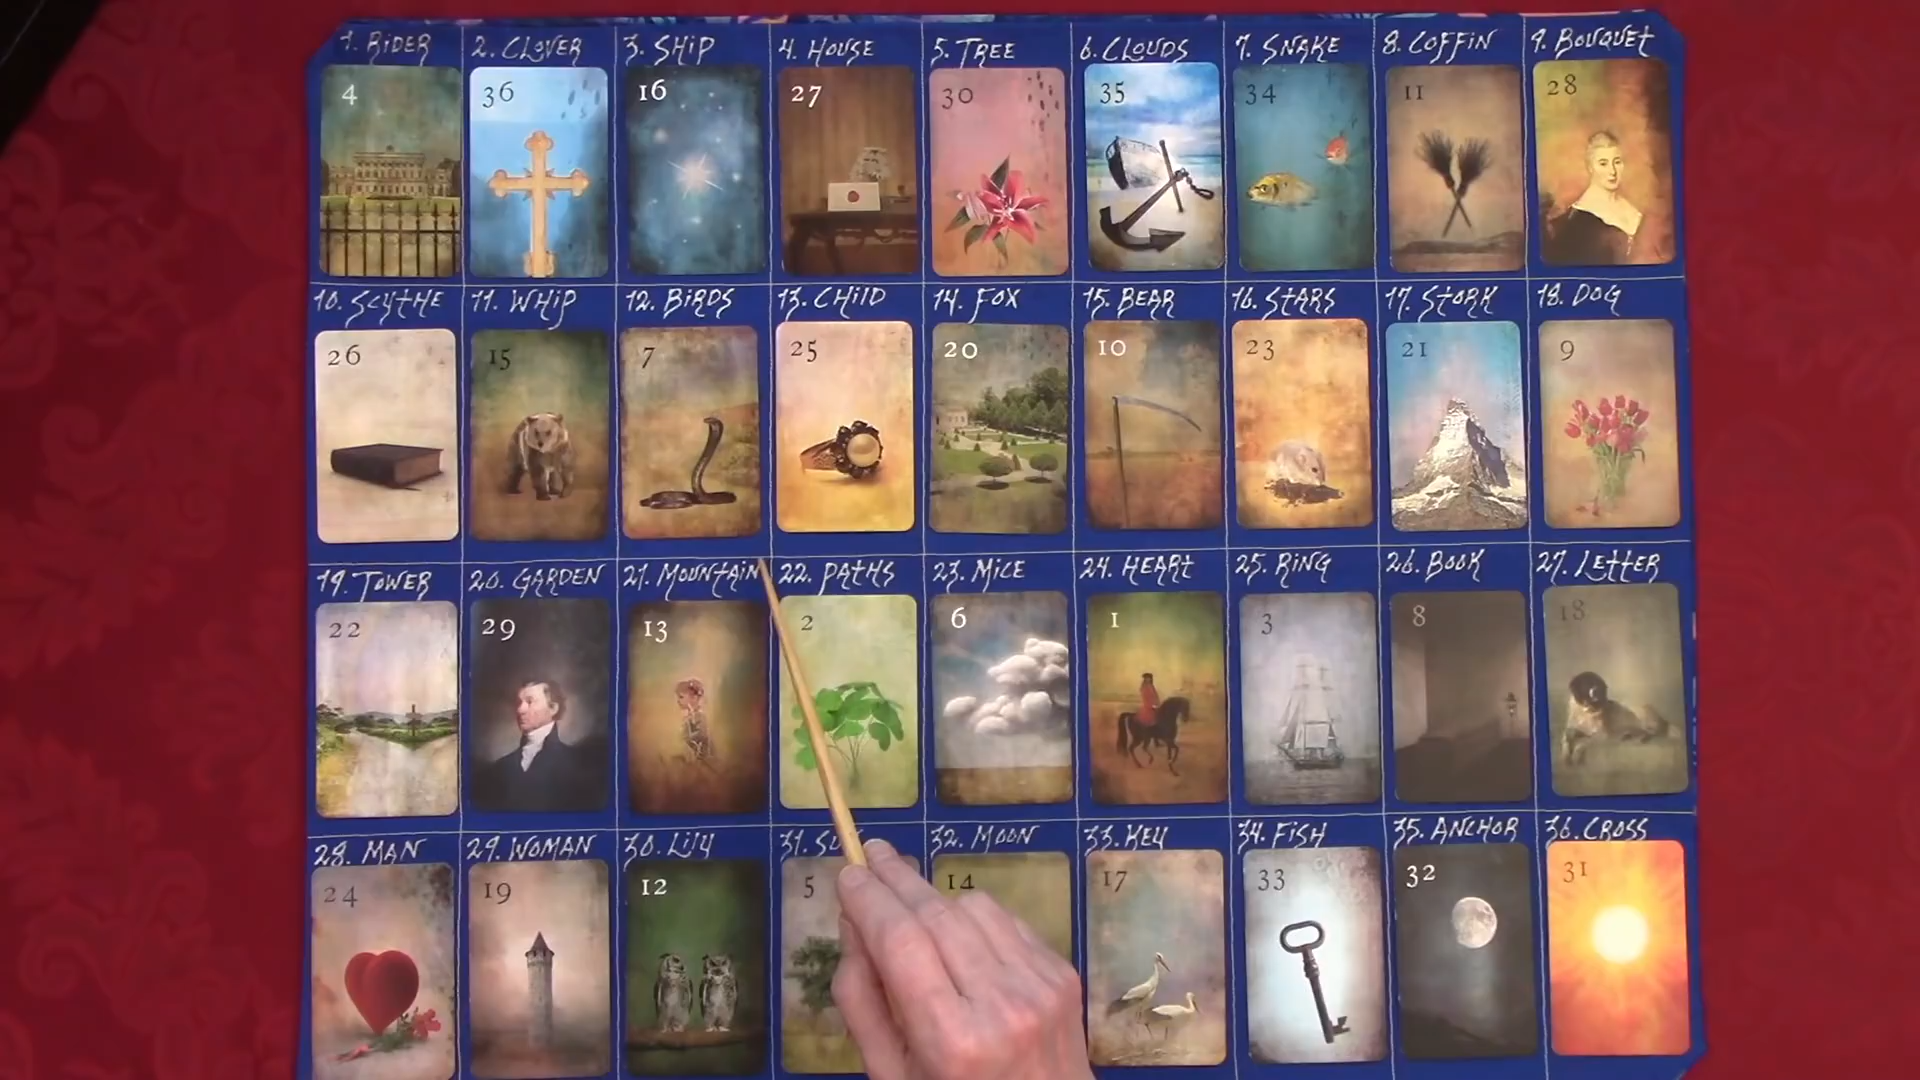 1. RIDER 2. CLOVER 3. SHIP 4. HOUSE 5. TREE 6. CLOUDS 7. SNAKE 8. COFFIN 9. BOUQUET
4 36 16 27 30 35 34 11 28
10. SCYTHE 11. WHIP 12. BIRDS 13. CHILD 14. FOX 15. BEAR 16. STARS 17. STORK 18. DOG
26 15 7 25 20 10 23 21 9
19. TOWER 20. GARDEN 21. MOUNTAIN 22. PATHS 23. MICE 24. HEART 25. RING 26. BOOK 27. LETTER
22 29 13 2 6 1 3 8 18
28. MAN 29. WOMAN 30. LILY 31. 32. MOON 33. KEY 34. FISH 35. ANCHOR 36. CROSS
24 19 12 5 14 17 33 32 31